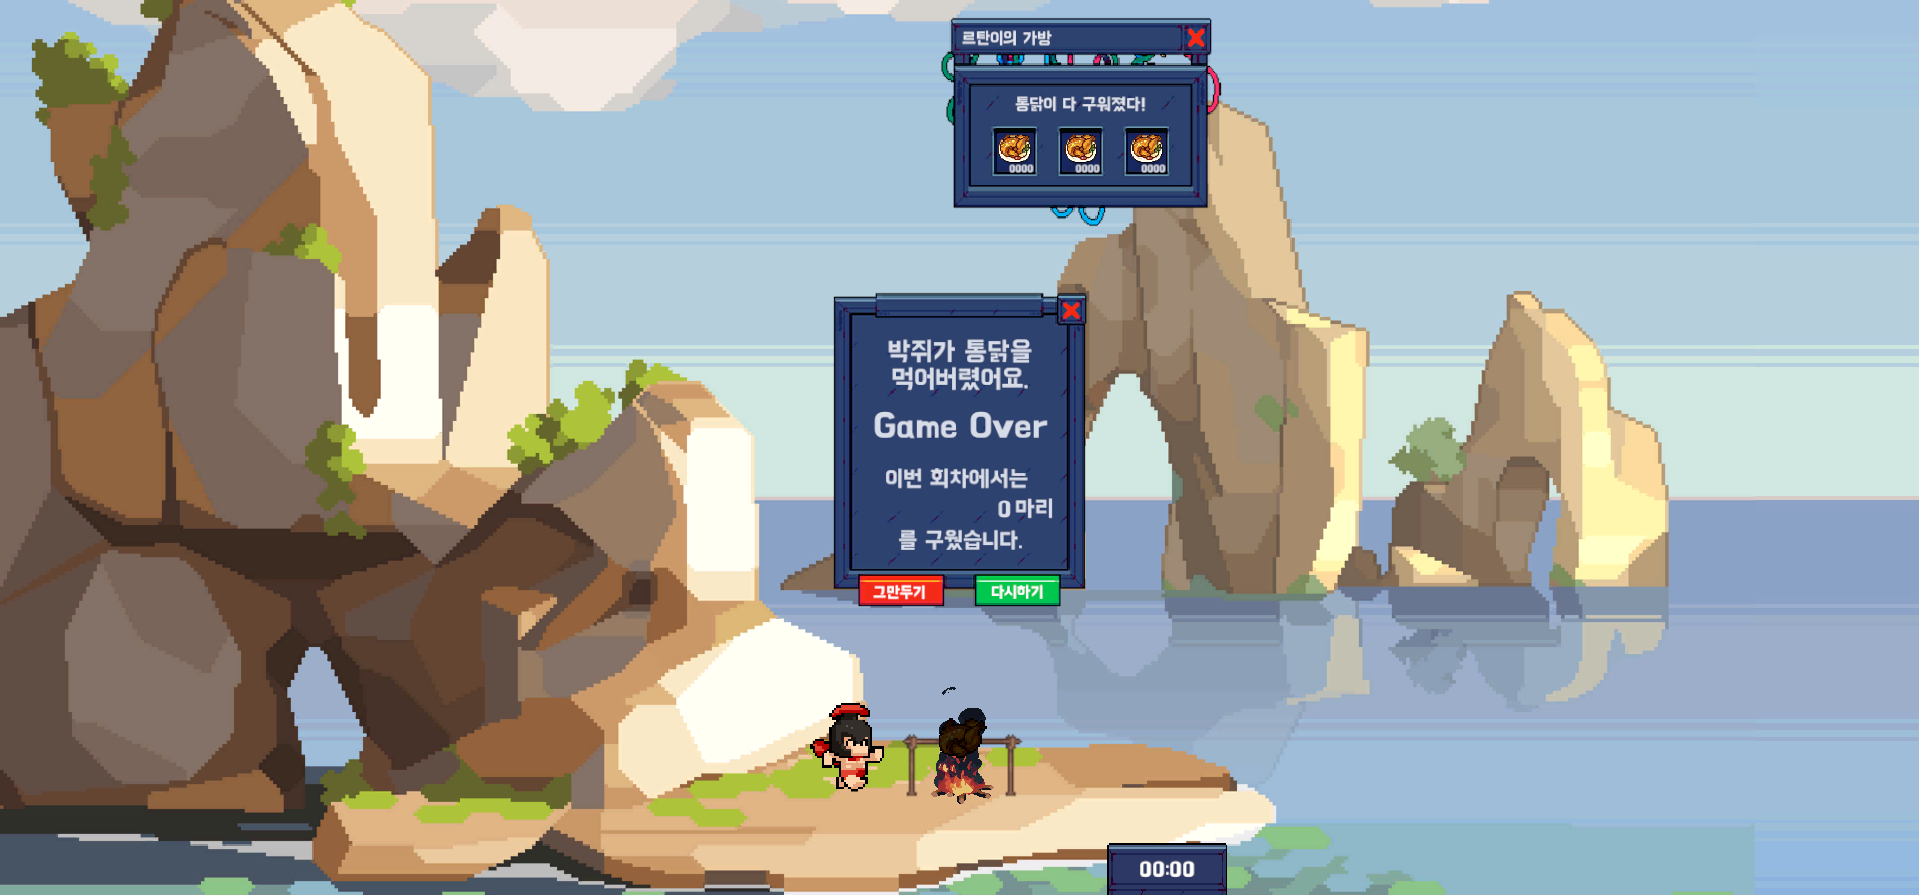 르탄이의 가방
통닭이 다 구워졌다!
0000 0000 0000
박쥐가 통닭을
먹어버렸어요.
Game Over
이번 회차에서는
0 마리
를 구웠습니다.
그만두기 다시하기
00:00